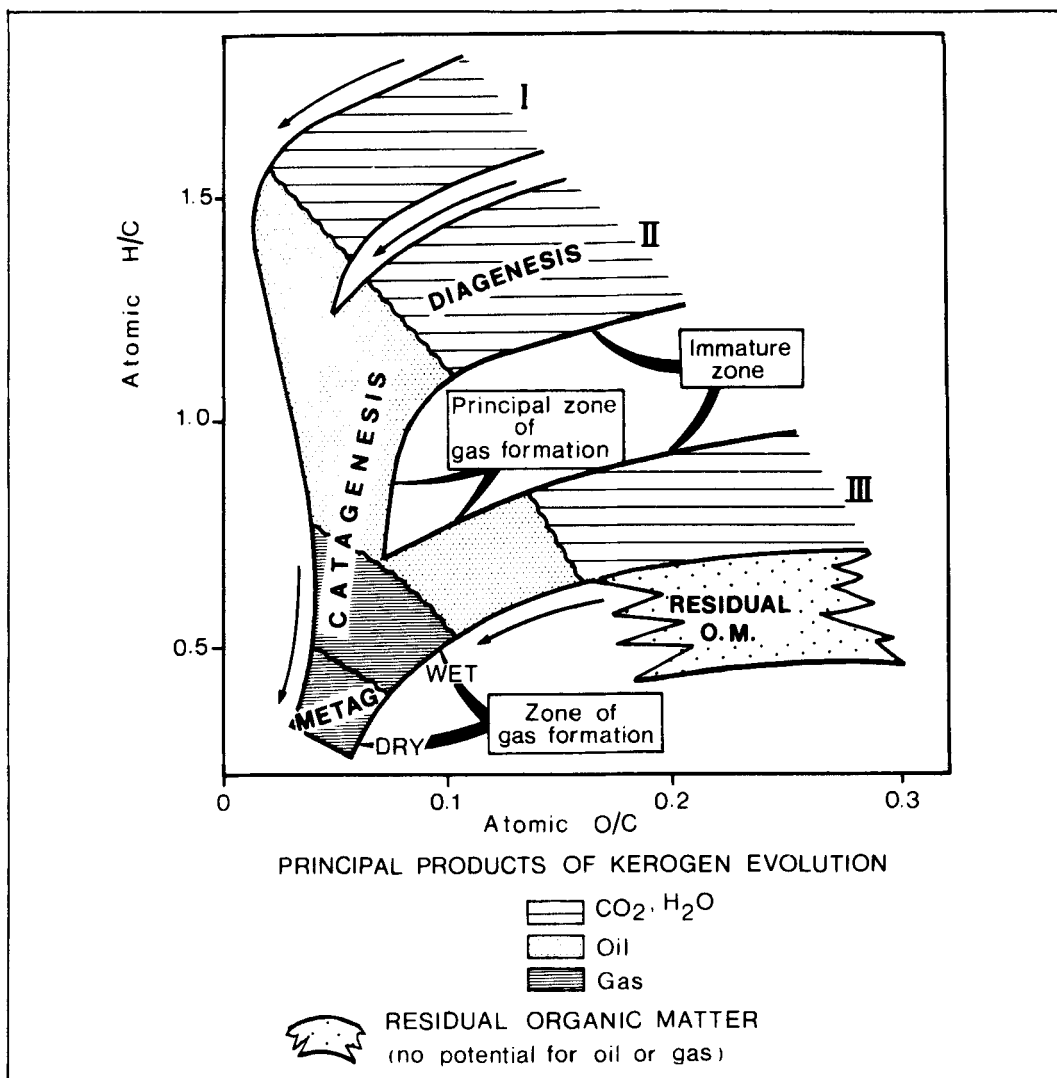 I
1.5
II
DIAGENESIS
Atomic H/C
Immature
zone
1.0
Principal zone
of
gas formation
CATAGENESIS
III
RESIDUAL
O.M.
0.5
WET
METAG
Zone of
gas formation
DRY
0
0.1
0.2
0.3
Atomic O/C
PRINCIPAL PRODUCTS OF KEROGEN EVOLUTION
CO2, H2O
Oil
Gas
RESIDUAL ORGANIC MATTER
(no potential for oil or gas)